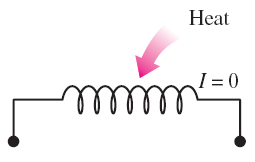 Heat
I = 0